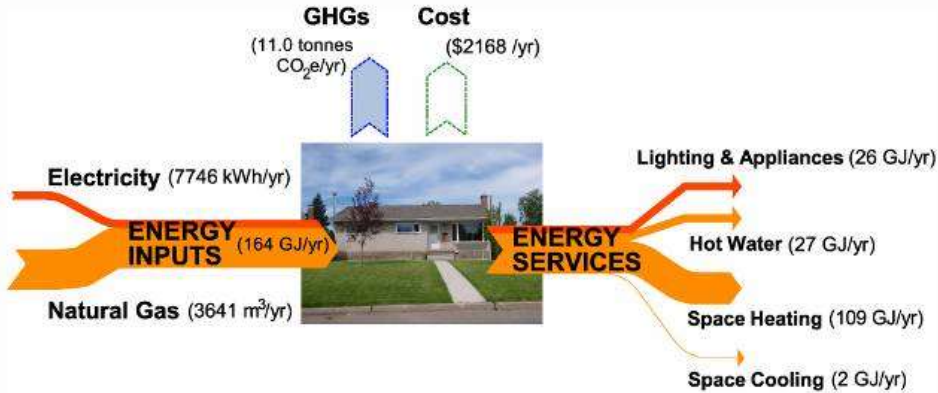 GHGs
(11.0 tonnes
CO₂e/yr)
Cost
($2168 /yr)
Electricity (7746 kWh/yr)
ENERGY
INPUTS
(164 GJ/yr)
Natural Gas (3641 m³/yr)
ENERGY
SERVICES
Lighting & Appliances (26 GJ/yr)
Hot Water (27 GJ/yr)
Space Heating (109 GJ/yr)
Space Cooling (2 GJ/yr)